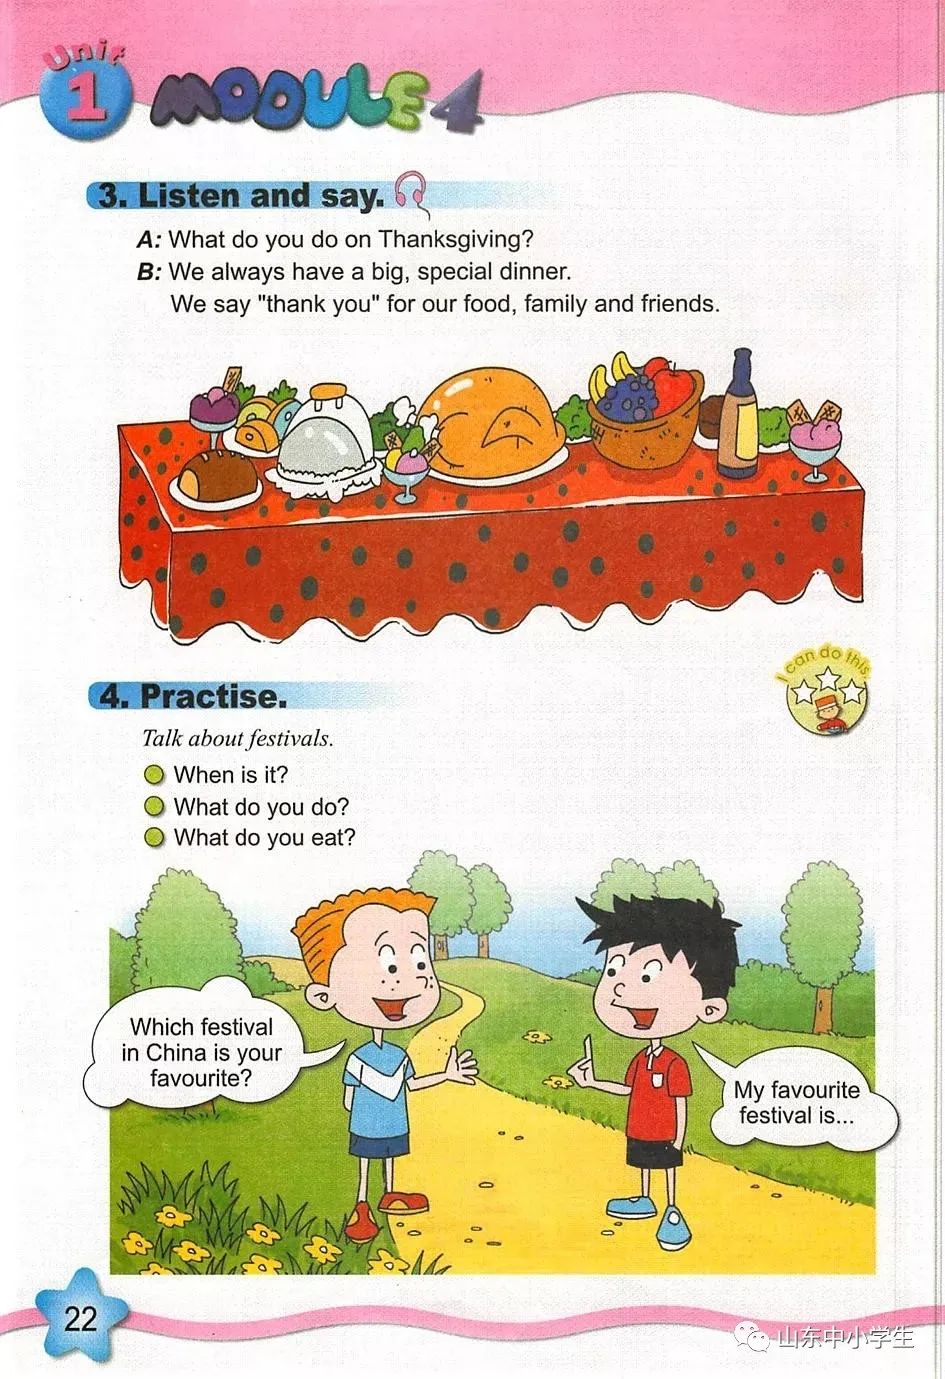 Unit
1 MODULE 4
3. Listen and say.
A: What do you do on Thanksgiving?
B: We always have a big, special dinner.
We say "thank you" for our food, family and friends.
4. Practise.
I can do this.
Talk about festivals.
When is it?
What do you do?
What do you eat?
Which festival
in China is your
favourite?
My favourite
festival is...
22
山东中小学生